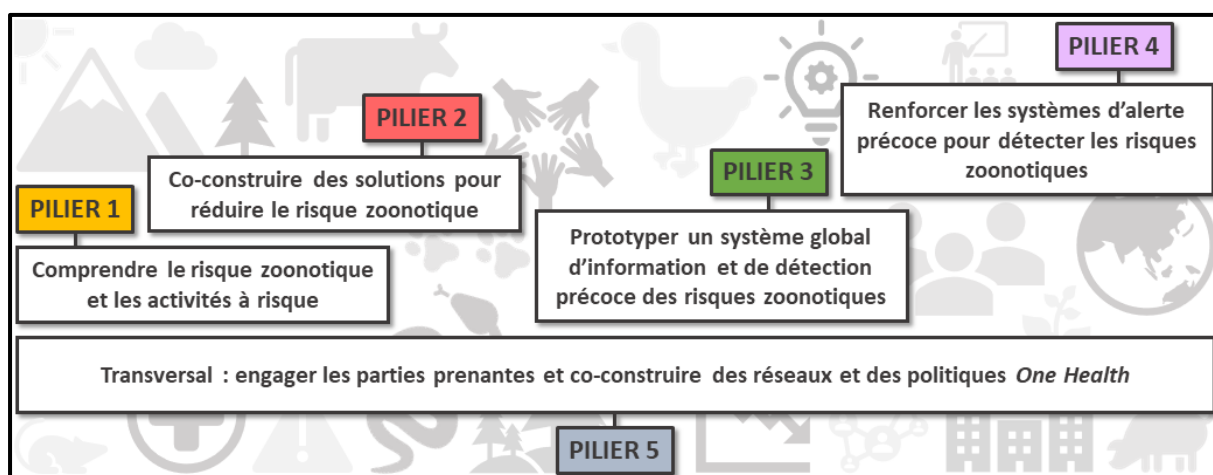 PILIER 1
Comprendre le risque zoonotique
et les activités à risque
PILIER 2
Co-construire des solutions pour
réduire le risque zoonotique
PILIER 3
Prototyper un système global
d’information et de détection
précoce des risques zoonotiques
PILIER 4
Renforcer les systèmes d’alerte
précoce pour détecter les risques
zoonotiques
Transversal : engager les parties prenantes et co-construire des réseaux et des politiques One Health
PILIER 5